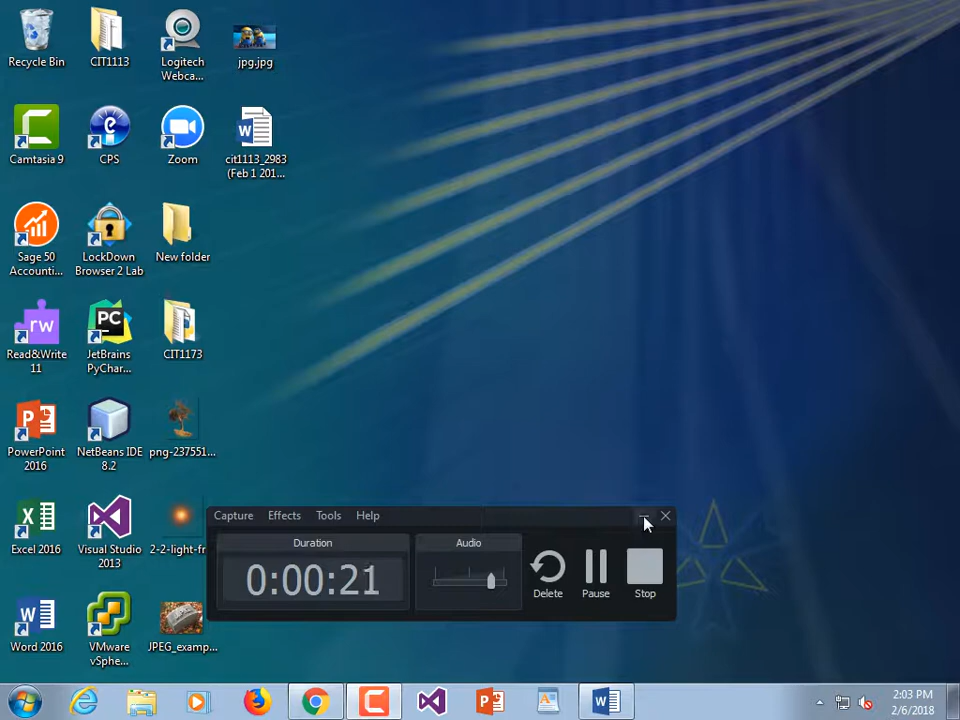 Recycle Bin
CIT1113
Logitech
Webca...
jpg.jpg
Camtasia 9
CPS
Zoom
cit1113_2983
(Feb 1 201...
Sage 50
Accounti...
LockDown
Browser 2 Lab
New folder
rw
Read&Write
11
PC
JetBrains
PyChar...
CIT1173
PowerPoint
2016
NetBeans IDE
8.2
png-237551...
Excel 2016
Visual Studio
2013
2-2-light-fr
Word 2016
VMware
vSphe...
JPEG_examp...
Capture Effects Tools Help
Duration
0:00:21
Audio
Delete
Pause
Stop
2:03 PM
2/6/2018